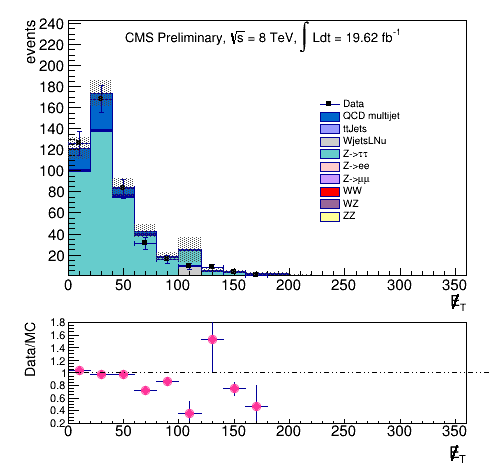 CMS Preliminary, √s = 8 TeV, ∫ Ldt = 19.62 fb⁻¹
events
240
220
200
180
160
140
120
100
80
60
40
20
Data
QCD multijet
ttJets
WjetsLNu
Z->ττ
Z->ee
Z->μμ
WW
WZ
ZZ
0 50 100 150 200 250 300 350
E̸_T
Data/MC
1.8
1.6
1.4
1.2
1
0.8
0.6
0.4
0.2
0 50 100 150 200 250 300 350
E̸_T